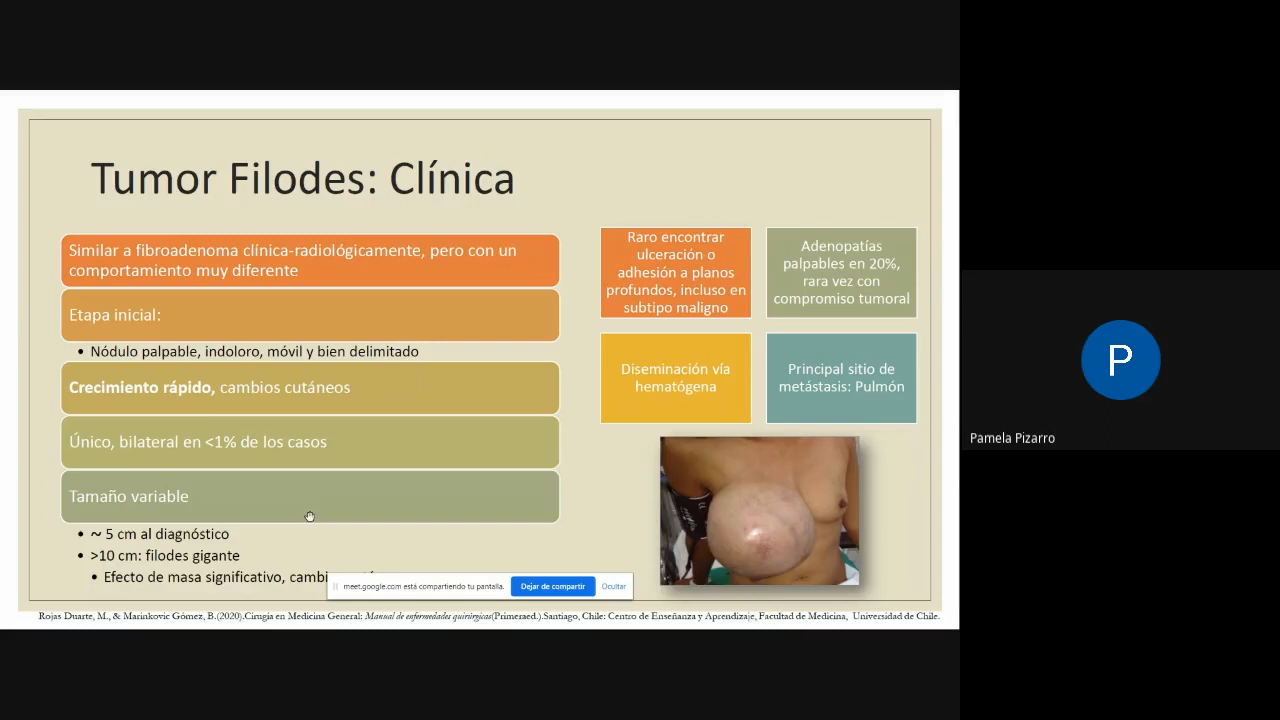 Tumor Filodes: Clínica
Similar a fibroadenoma clínica-radiológicamente, pero con un
comportamiento muy diferente
Etapa inicial:
• Nódulo palpable, indoloro, móvil y bien delimitado
Crecimiento rápido, cambios cutáneos
Único, bilateral en <1% de los casos
Tamaño variable
• ~ 5 cm al diagnóstico
• >10 cm: filodes gigante
• Efecto de masa significativo,
Raro encontrar
ulceración o
adhesión a planos
profundos, incluso en
subtipo maligno
Adenopatías
palpables en 20%,
rara vez con
compromiso tumoral
Diseminación vía
hematógena
Principal sitio de
metástasis: Pulmón
meet.google.com está compartiendo tu pantalla.
Dejar de compartir
Ocultar
Rojas Duarte, M., & Marinkovic Gómez, B.(2020).Cirugía en Medicina General: Manual de enfermedades quirúrgicas(Primeraed.).Santiago, Chile: Centro de Enseñanza y Aprendizaje, Facultad de Medicina, Universidad de Chile.
P
Pamela Pizarro